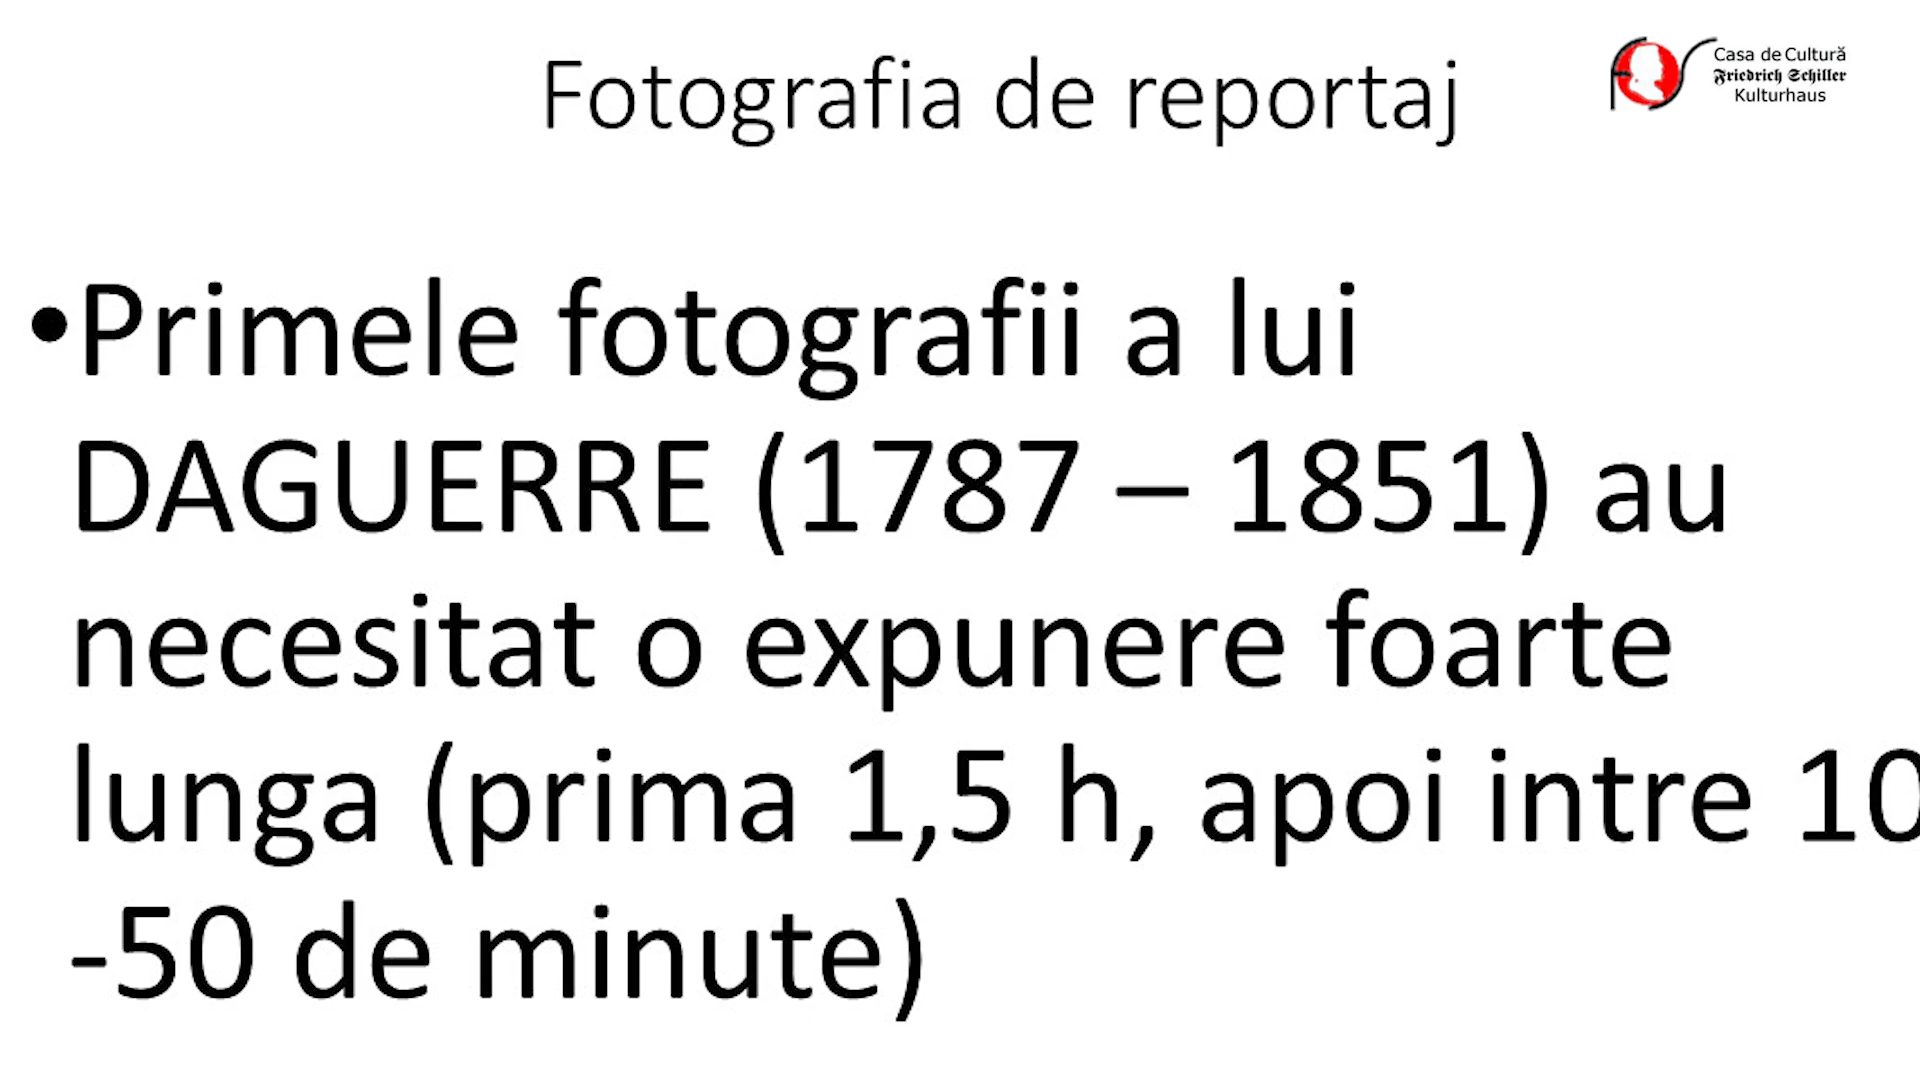 Fotografia de reportaj
Casa de Cultură
Friedrich Schiller
Kulturhaus
•Primele fotografii a lui
DAGUERRE (1787 – 1851) au
necesitat o expunere foarte
lunga (prima 1,5 h, apoi intre 10
-50 de minute)